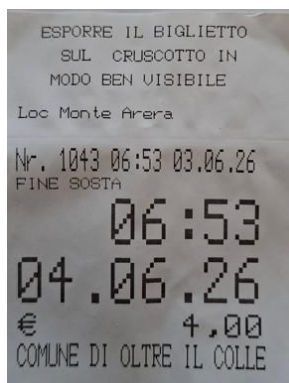 ESPORRE IL BIGLIETTO
SUL CRUSCOTTO IN
MODO BEN VISIBILE
Loc Monte Arera
Nr. 1043 06:53 03.06.26
FINE SOSTA
06:53
04.06.26
€ 4,00
COMUNE DI OLTRE IL COLLE